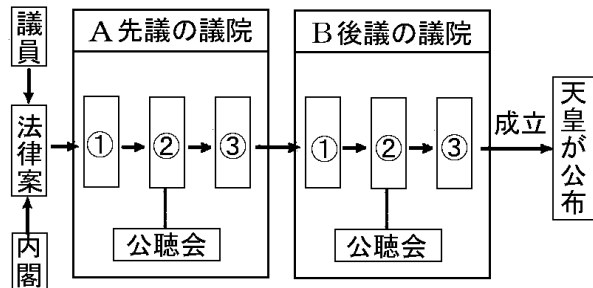 議員
法律案
内閣
A先議の議院
①
②
③
公聴会
B後議の議院
①
②
③
公聴会
成立
天皇が公布